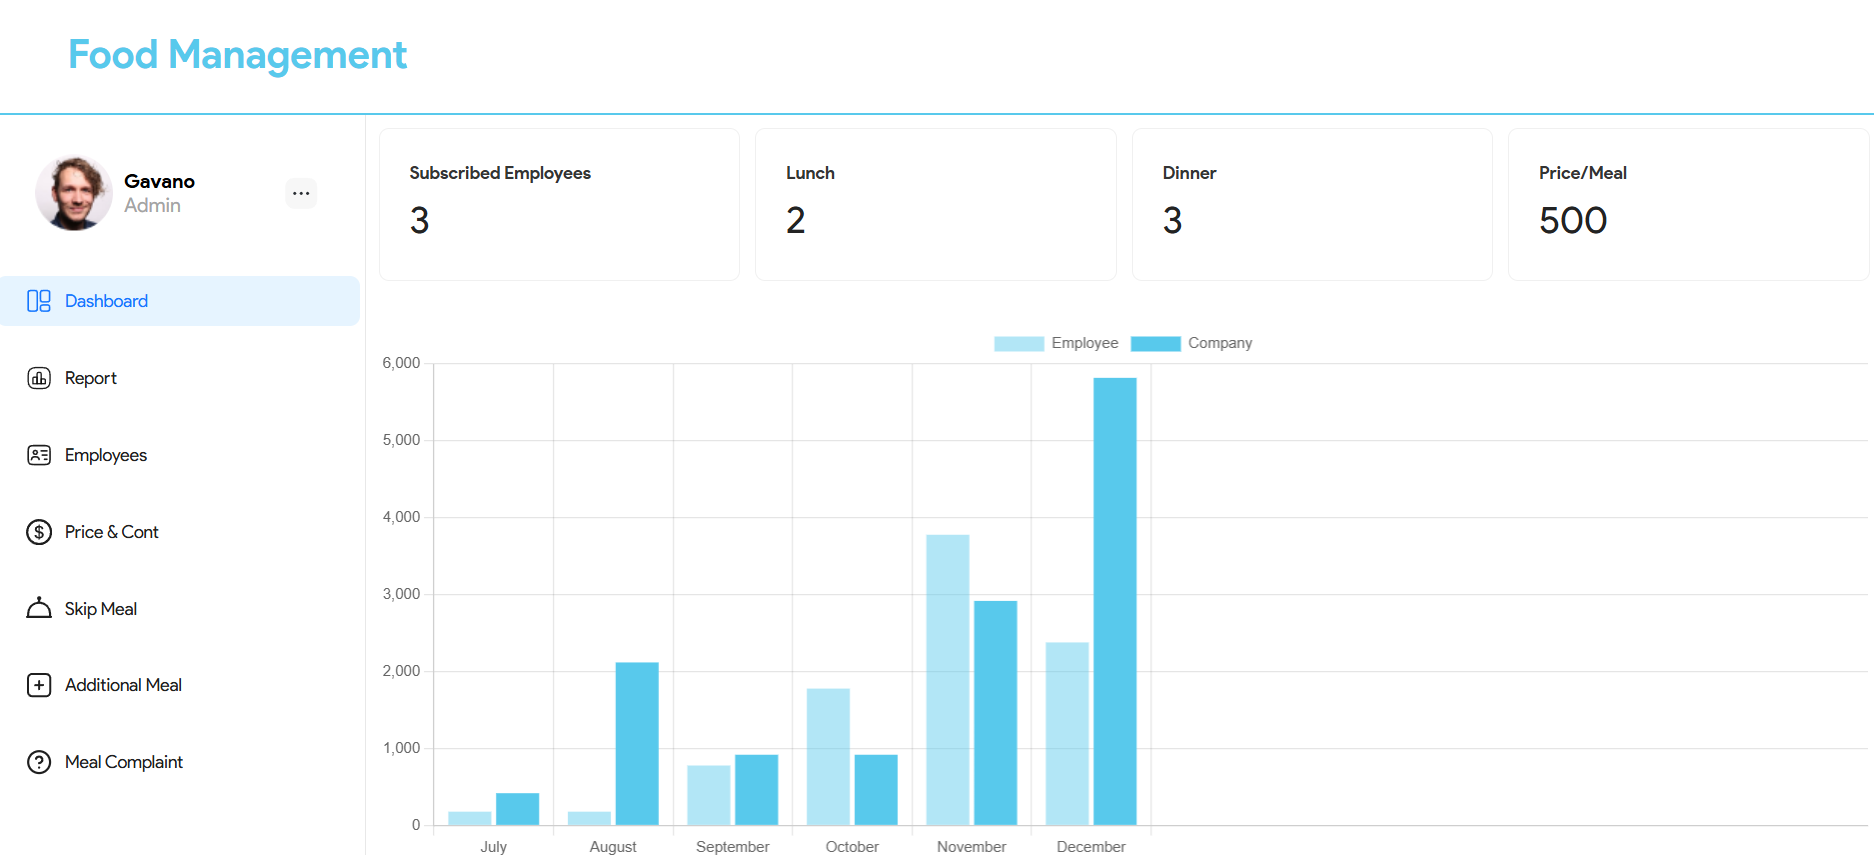 Food Management
Gavano
Admin
Dashboard
Report
Employees
Price & Cont
Skip Meal
Additional Meal
Meal Complaint
Subscribed Employees
3
Lunch
2
Dinner
3
Price/Meal
500
Employee Company
6,000
5,000
4,000
3,000
2,000
1,000
0
July August September October November December